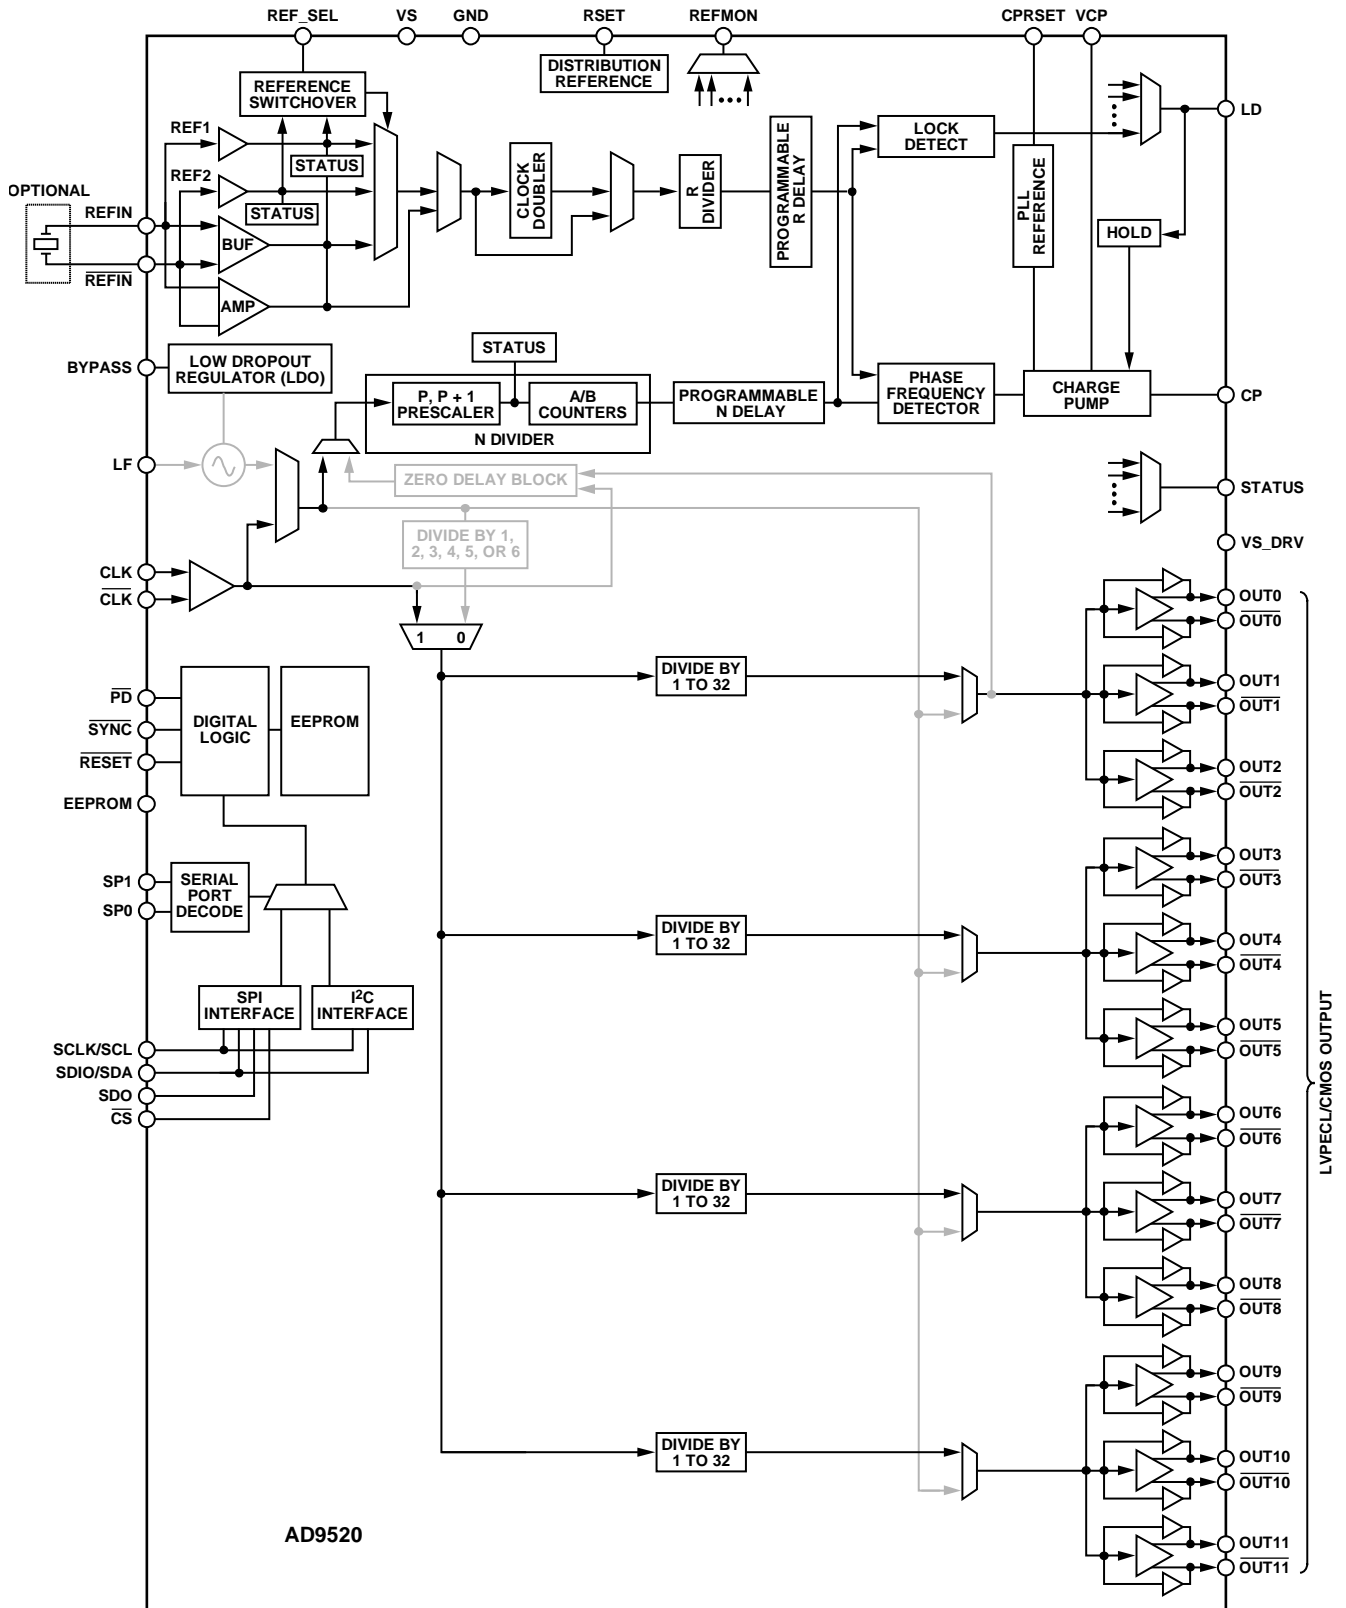 REF_SEL
VS
GND
RSET
REFMON
CPRSET
VCP
DISTRIBUTION
REFERENCE
REFERENCE
SWITCHOVER
LD
REF1
STATUS
LOCK
DETECT
PROGRAMMABLE
R DELAY
REF2
STATUS
CLOCK
DOUBLER
R
DIVIDER
PLL
REFERENCE
OPTIONAL
REFIN
REFIN
BUF
AMP
HOLD
STATUS
BYPASS
LOW DROPOUT
REGULATOR (LDO)
P, P + 1
PRESCALER
A/B
COUNTERS
N DIVIDER
PROGRAMMABLE
N DELAY
PHASE
FREQUENCY
DETECTOR
CHARGE
PUMP
CP
LF
ZERO DELAY BLOCK
STATUS
DIVIDE BY 1,
2, 3, 4, 5, OR 6
VS_DRV
CLK
CLK
1 0
OUT0
OUT0
DIVIDE BY
1 TO 32
OUT1
OUT1
PD
SYNC
RESET
DIGITAL
LOGIC
EEPROM
OUT2
OUT2
EEPROM
SP1
SP0
SERIAL
PORT
DECODE
OUT3
OUT3
DIVIDE BY
1 TO 32
OUT4
OUT4
SPI
INTERFACE
I2C
INTERFACE
OUT5
OUT5
SCLK/SCL
SDIO/SDA
SDO
CS
LVPECL/CMOS OUTPUT
OUT6
OUT6
DIVIDE BY
1 TO 32
OUT7
OUT7
OUT8
OUT8
OUT9
OUT9
DIVIDE BY
1 TO 32
OUT10
OUT10
AD9520
OUT11
OUT11